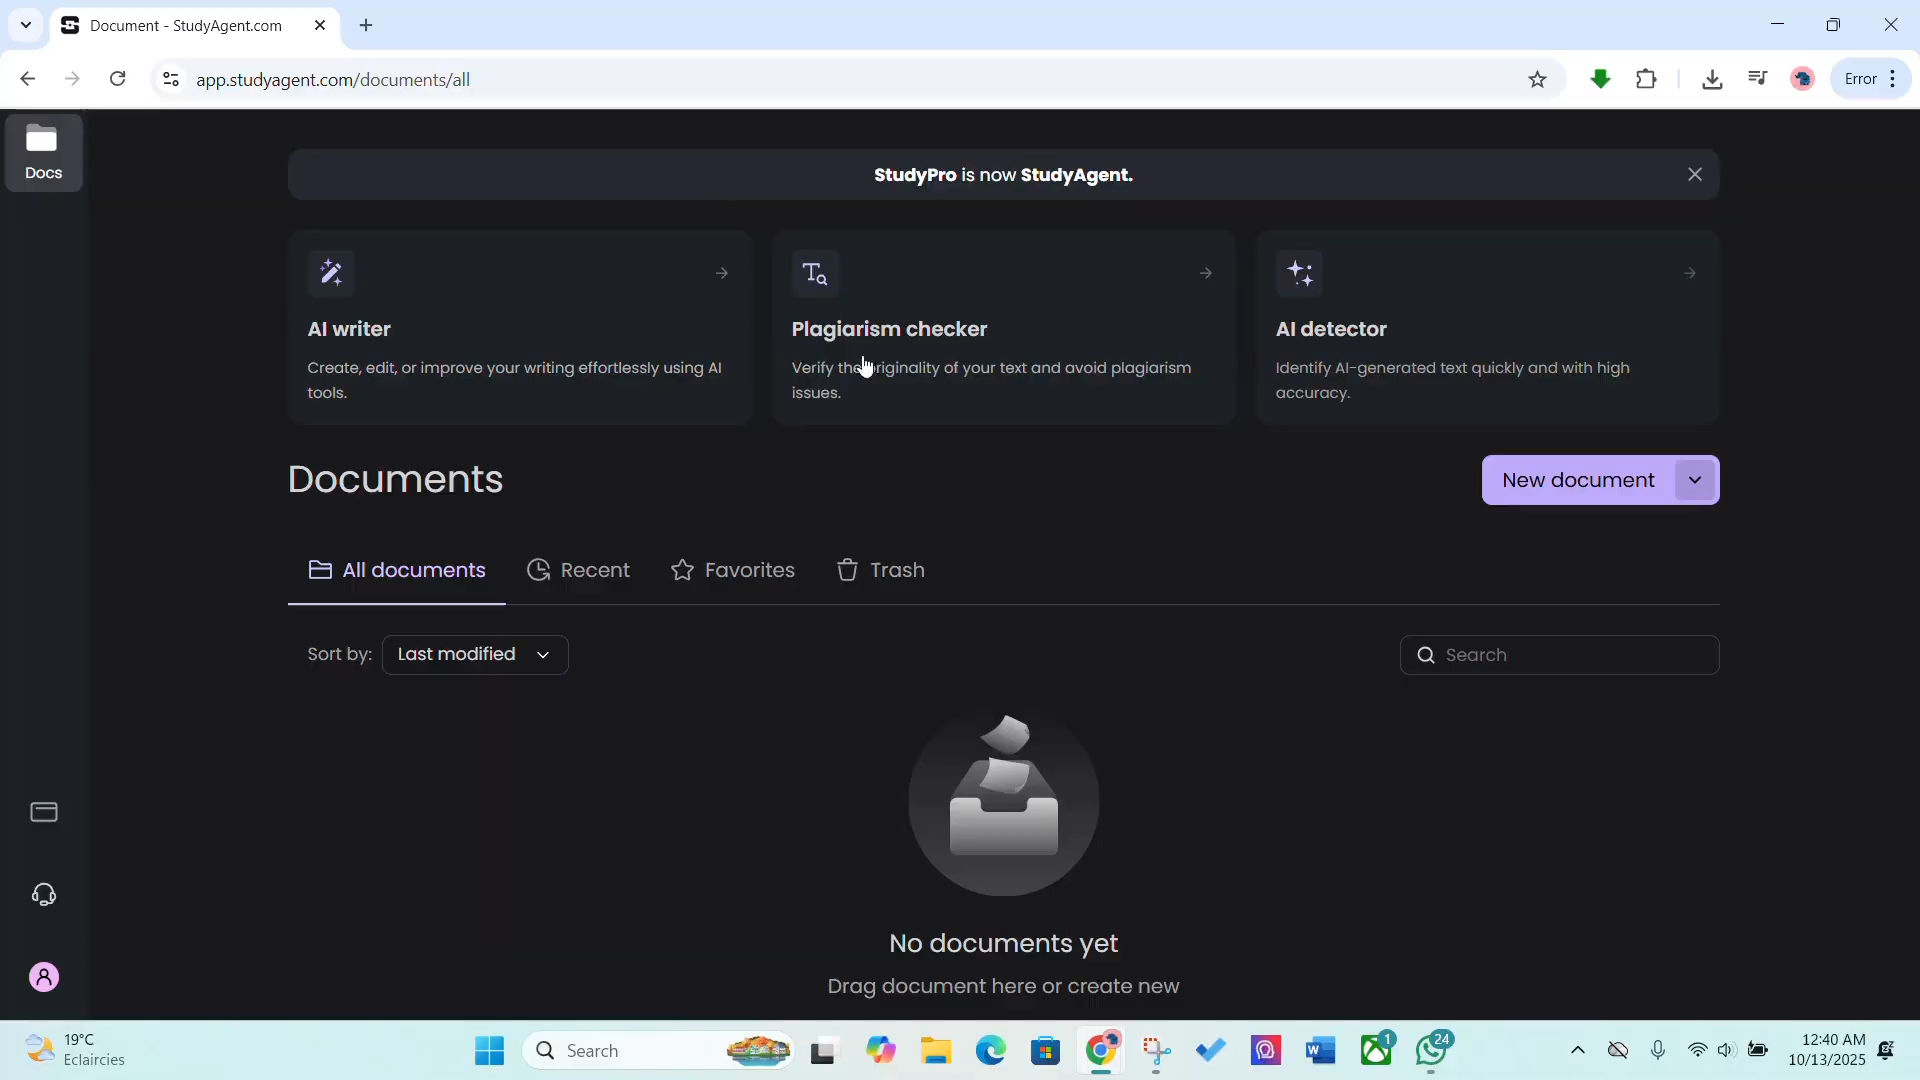 Document - StudyAgent.com
app.studyagent.com/documents/all
Error
Docs
StudyPro is now StudyAgent.
AI writer
Create, edit, or improve your writing effortlessly using AI
tools.
Plagiarism checker
Verify the originality of your text and avoid plagiarism
issues.
AI detector
Identify AI-generated text quickly and with high
accuracy.
Documents
New document
All documents
Recent
Favorites
Trash
Sort by:
Last modified
Search
No documents yet
Drag document here or create new
19°C
Eclaircies
Search
1
24
12:40 AM
10/13/2025